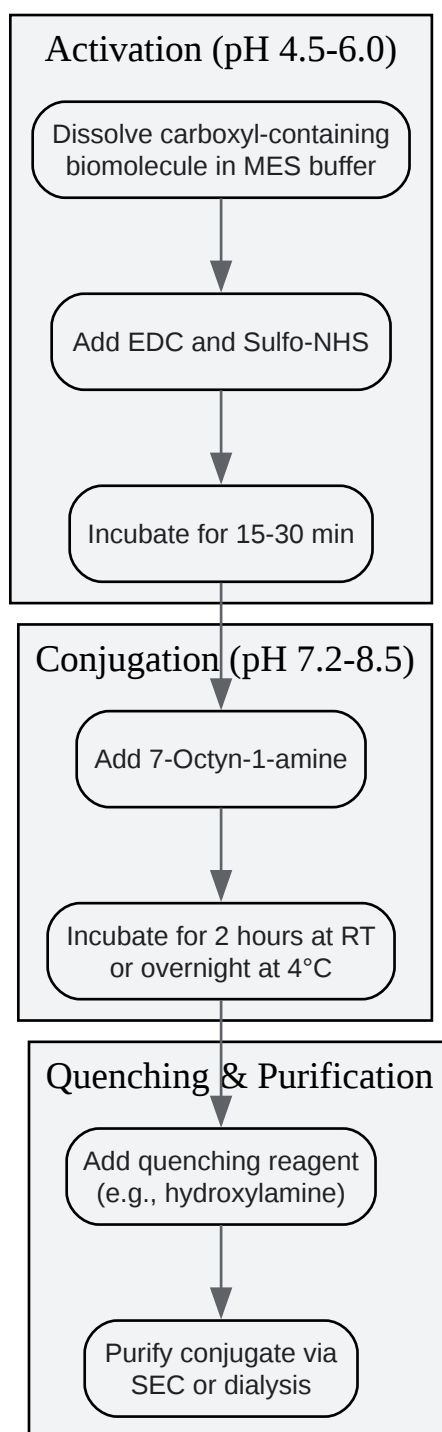 Activation (pH 4.5-6.0)
Dissolve carboxyl-containing
biomolecule in MES buffer
Add EDC and Sulfo-NHS
Incubate for 15-30 min
Conjugation (pH 7.2-8.5)
Add 7-Octyn-1-amine
Incubate for 2 hours at RT
or overnight at 4°C
Quenching & Purification
Add quenching reagent
(e.g., hydroxylamine)
Purify conjugate via
SEC or dialysis